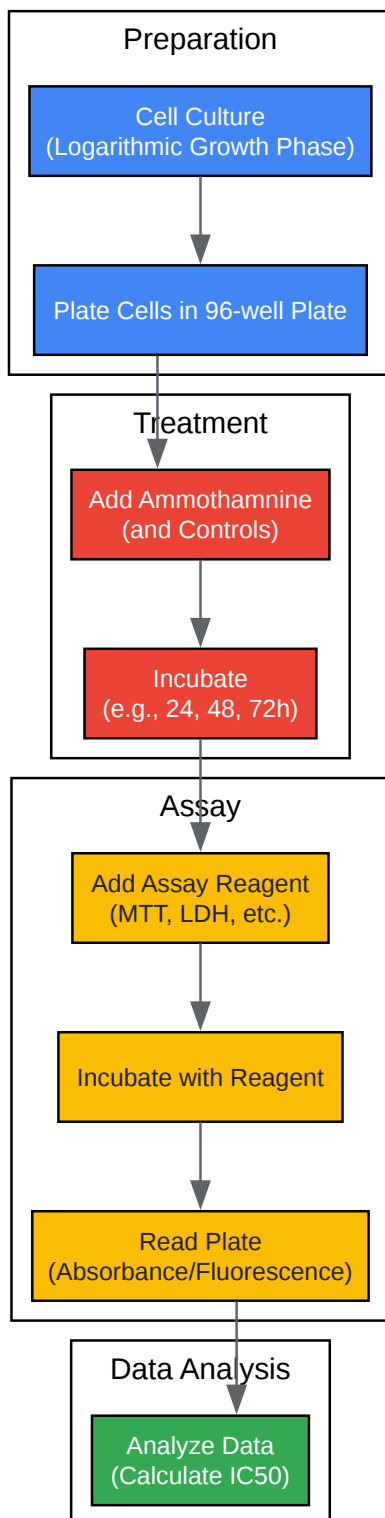 Preparation
Cell Culture
(Logarithmic Growth Phase)
Plate Cells in 96-well Plate
Treatment
Add Ammothamnine
(and Controls)
Incubate
(e.g., 24, 48, 72h)
Assay
Add Assay Reagent
(MTT, LDH, etc.)
Incubate with Reagent
Read Plate
(Absorbance/Fluorescence)
Data Analysis
Analyze Data
(Calculate IC50)